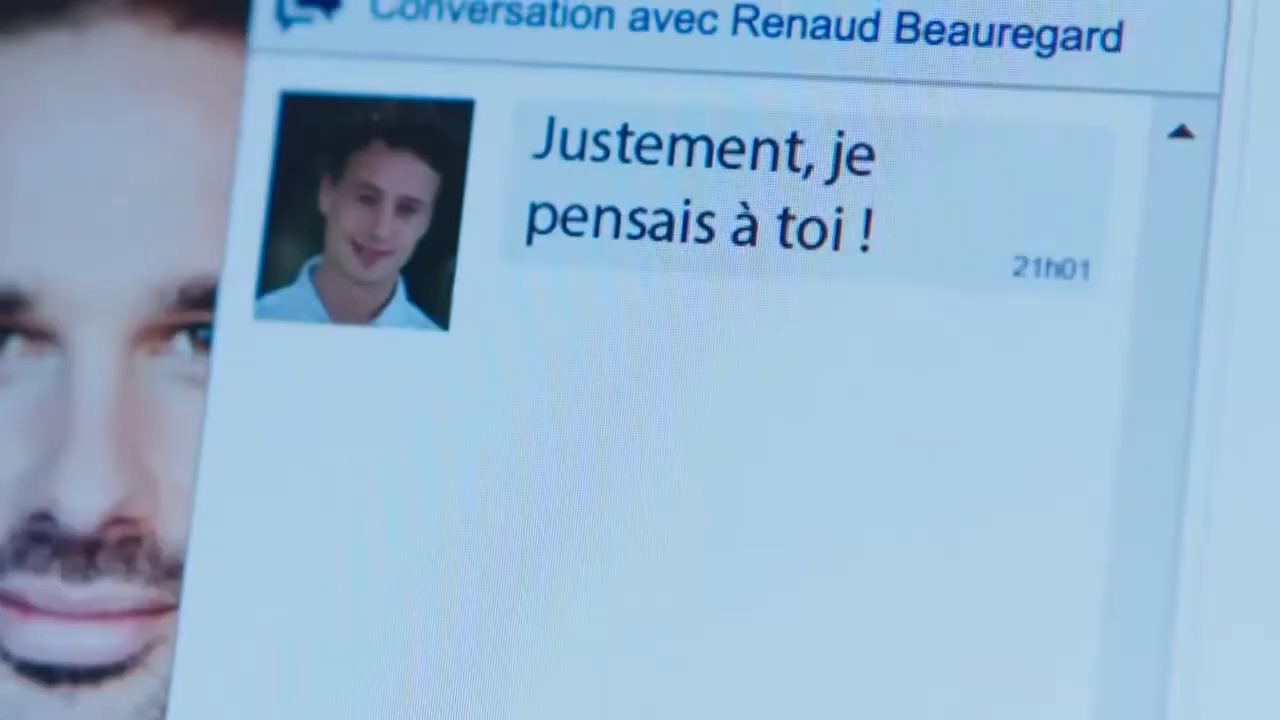 Conversation avec Renaud Beauregard
Justement, je
pensais à toi !
21h01